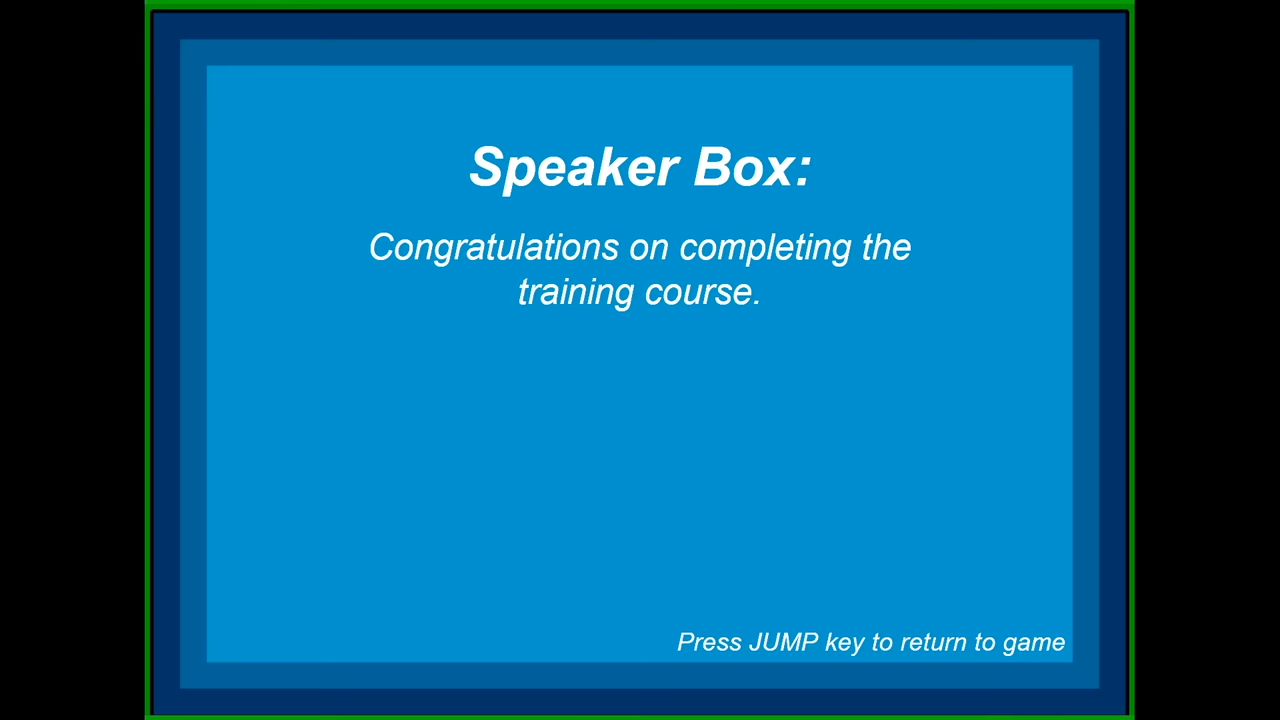 Speaker Box:
Congratulations on completing the
training course.
Press JUMP key to return to game